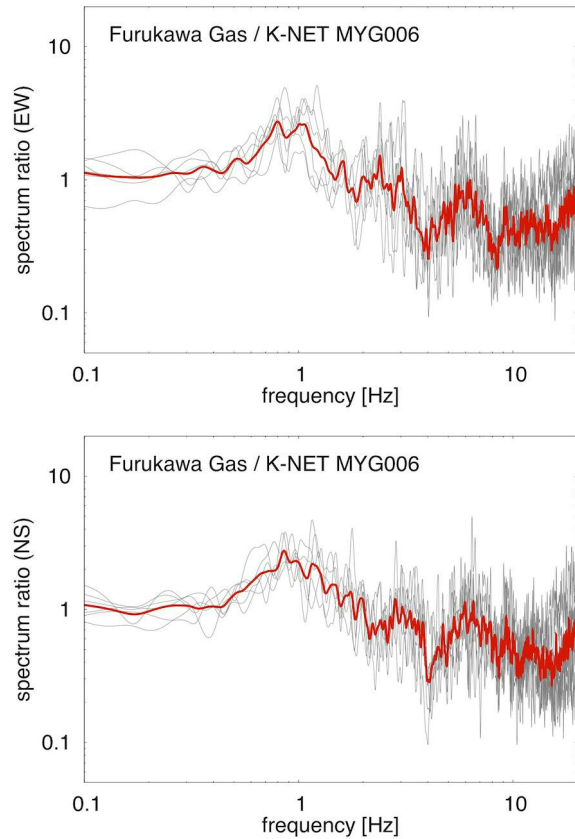 Furukawa Gas / K-NET MYG006
spectrum ratio (EW)
10
1
0.1
0.1
1
10
frequency [Hz]
Furukawa Gas / K-NET MYG006
spectrum ratio (NS)
10
1
0.1
0.1
1
10
frequency [Hz]